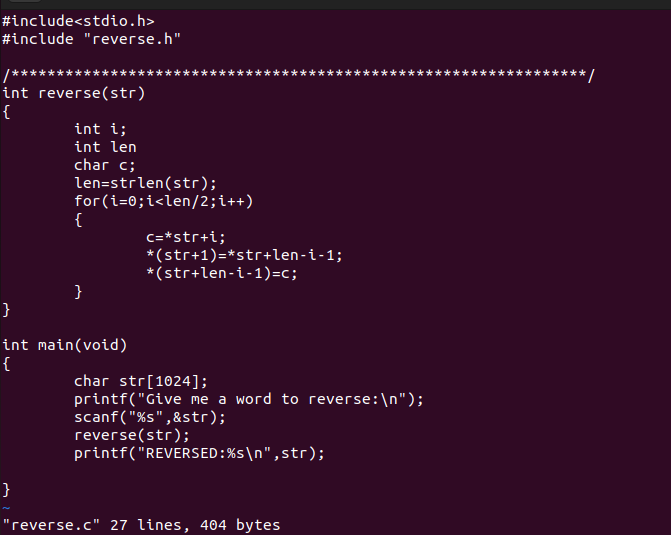 #include<stdio.h>
#include "reverse.h"

/****************************************************************/
int reverse(str)
{
        int i;
        int len
        char c;
        len=strlen(str);
        for(i=0;i<len/2;i++)
        {
                c=*str+i;
                *(str+1)=*str+len-i-1;
                *(str+len-i-1)=c;
        }
}

int main(void)
{
        char str[1024];
        printf("Give me a word to reverse:\n");
        scanf("%s",&str);
        reverse(str);
        printf("REVERSED:%s\n",str);

}
~
"reverse.c" 27 lines, 404 bytes